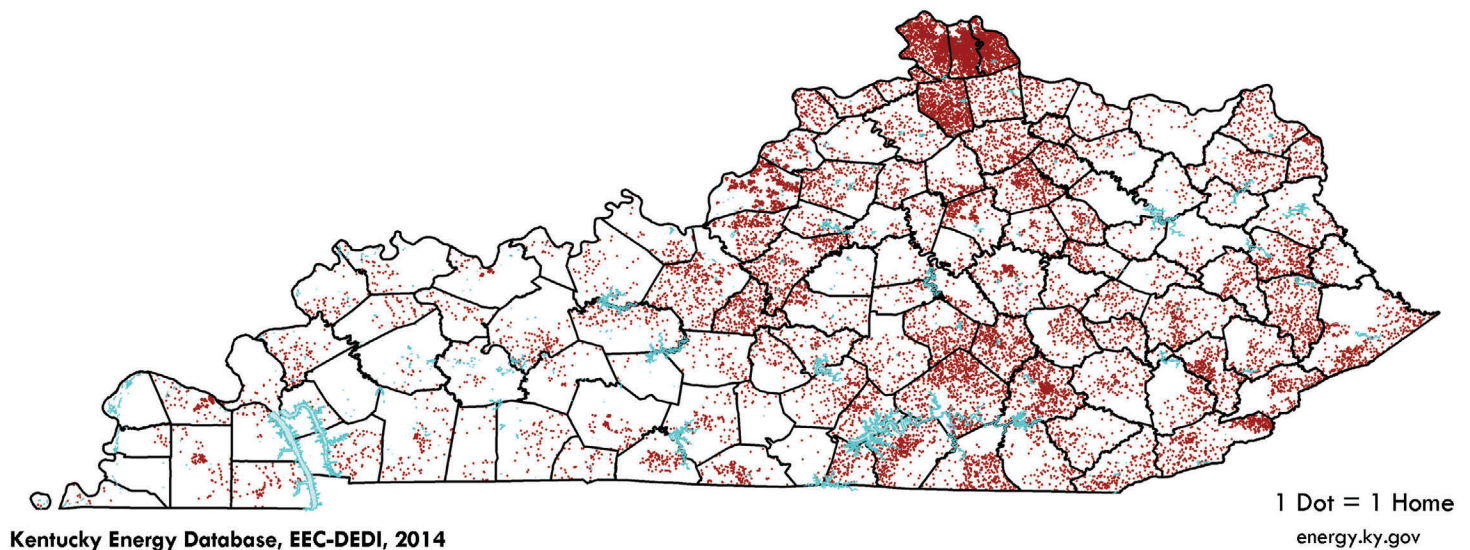 1 Dot = 1 Home
Kentucky Energy Database, EEC-DEDI, 2014
energy.ky.gov